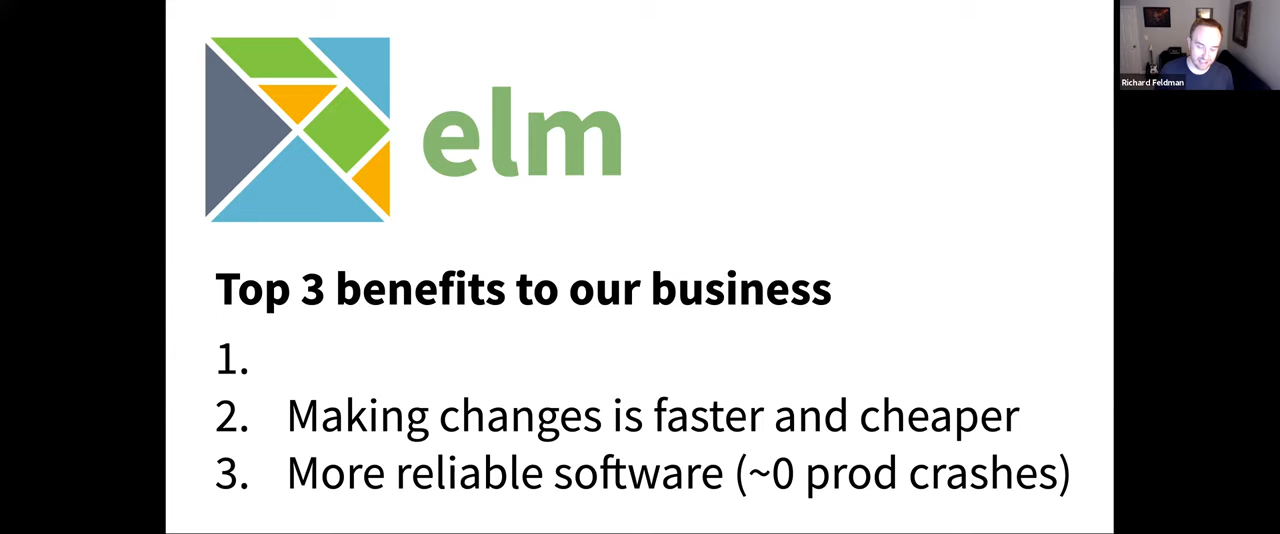 elm
Richard Feldman
Top 3 benefits to our business
1.
2. Making changes is faster and cheaper
3. More reliable software (~0 prod crashes)